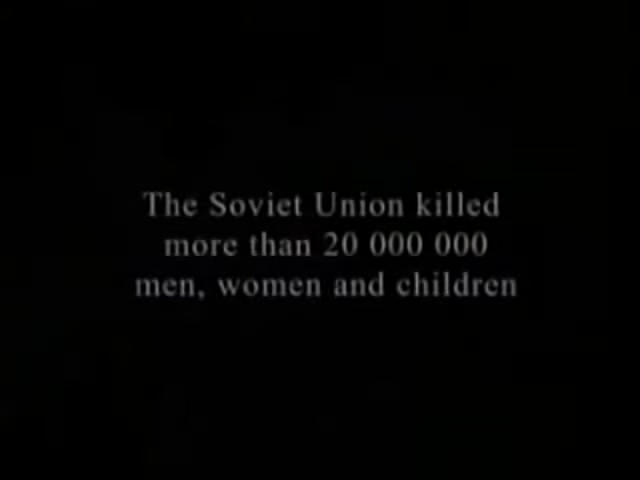 The Soviet Union killed
more than 20 000 000
men, women and children